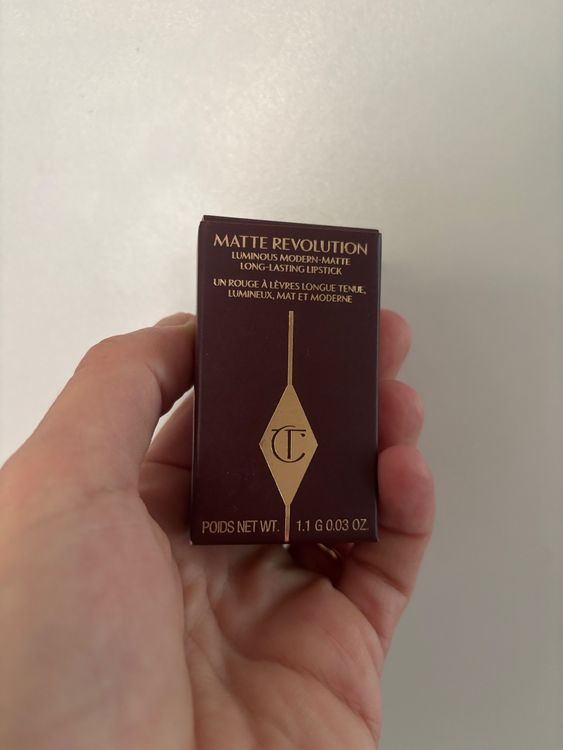 MATTE REVOLUTION
LUMINOUS MODERN-MATTE
LONG-LASTING LIPSTICK
UN ROUGE À LÈVRES LONGUE TENUE,
LUMINEUX, MAT ET MODERNE
CT
POIDS NET WT. 1.1 G 0.03 OZ.